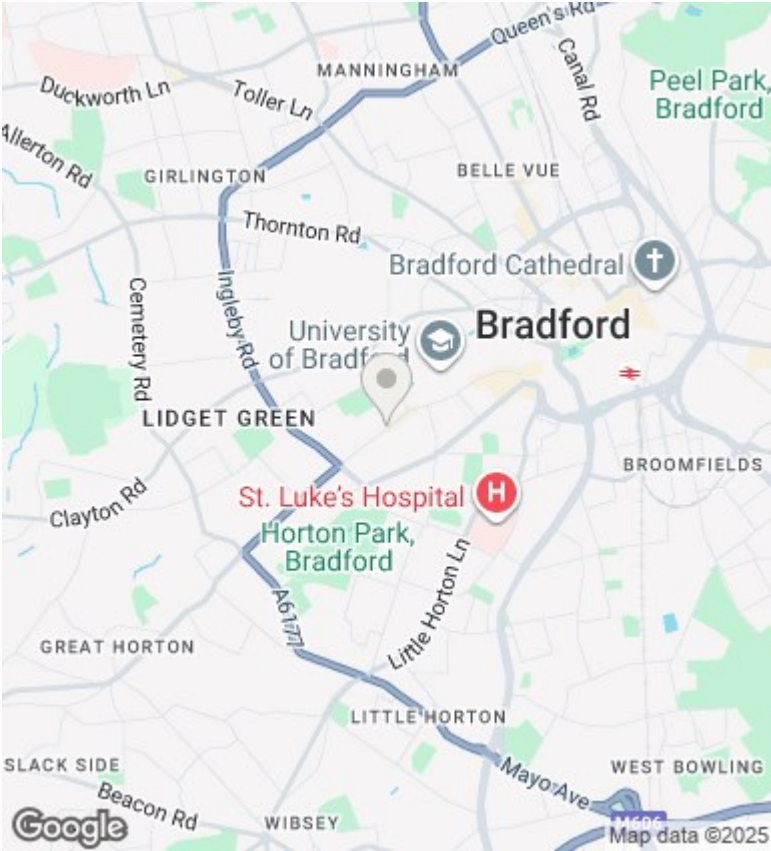 Queen's Rd
MANNINGHAM
Canal Rd
Peel Park,
Bradford
Duckworth Ln
Toller Ln
Allerton Rd
GIRLINGTON
BELLE VUE
Thornton Rd
Bradford Cathedral
Cemetery Rd
Ingleby Rd
University
of Bradford
Bradford
LIDGET GREEN
BROOMFIELDS
Clayton Rd
St. Luke's Hospital
H
Horton Park,
Bradford
Little Horton Ln
A6177
GREAT HORTON
LITTLE HORTON
SLACK SIDE
Mayo Ave
WEST BOWLING
Beacon Rd
WIBSEY
M606
Google
Map data ©2025